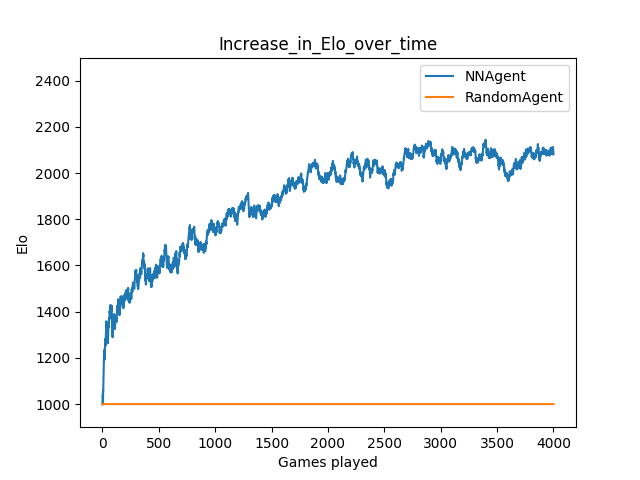 Increase_in_Elo_over_time
NNAgent
RandomAgent
2400
2200
2000
1800
1600
1400
1200
1000
Elo
0 500 1000 1500 2000 2500 3000 3500 4000
Games played